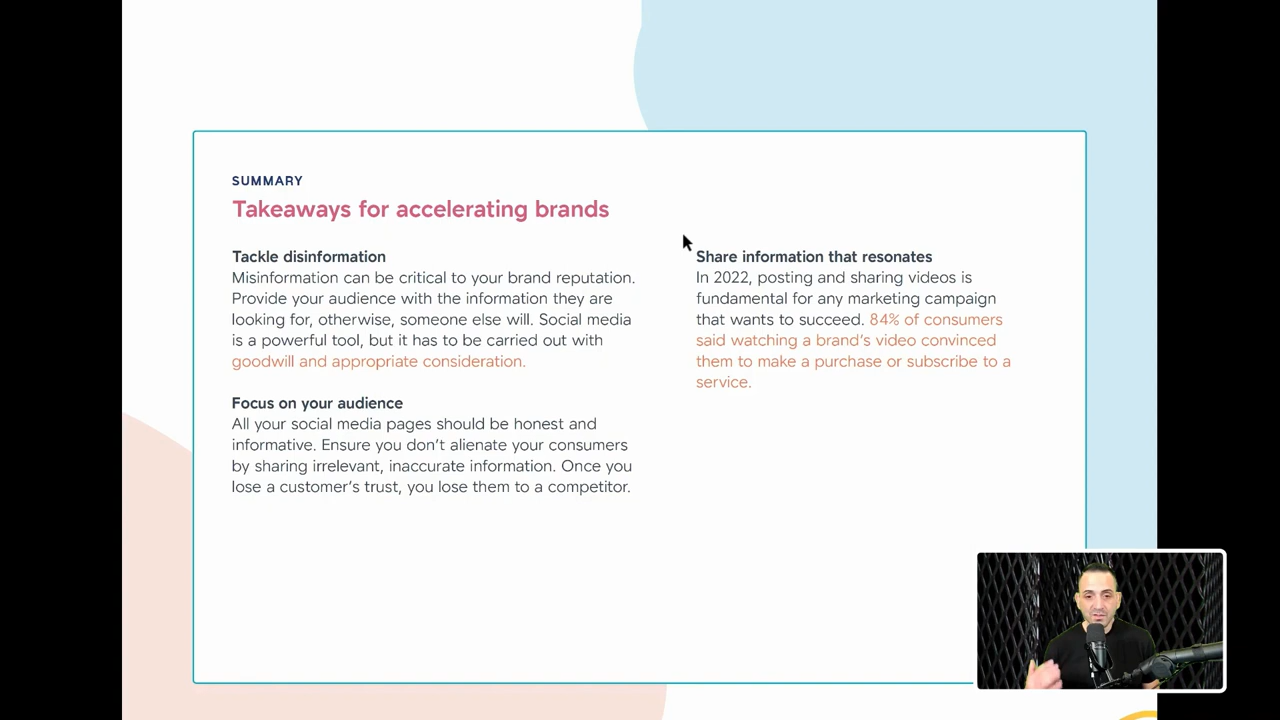 SUMMARY
Takeaways for accelerating brands
Tackle disinformation
Misinformation can be critical to your brand reputation.
Provide your audience with the information they are
looking for, otherwise, someone else will. Social media
is a powerful tool, but it has to be carried out with
goodwill and appropriate consideration.
Focus on your audience
All your social media pages should be honest and
informative. Ensure you don't alienate your consumers
by sharing irrelevant, inaccurate information. Once you
lose a customer's trust, you lose them to a competitor.
Share information that resonates
In 2022, posting and sharing videos is
fundamental for any marketing campaign
that wants to succeed. 84% of consumers
said watching a brand's video convinced
them to make a purchase or subscribe to a
service.